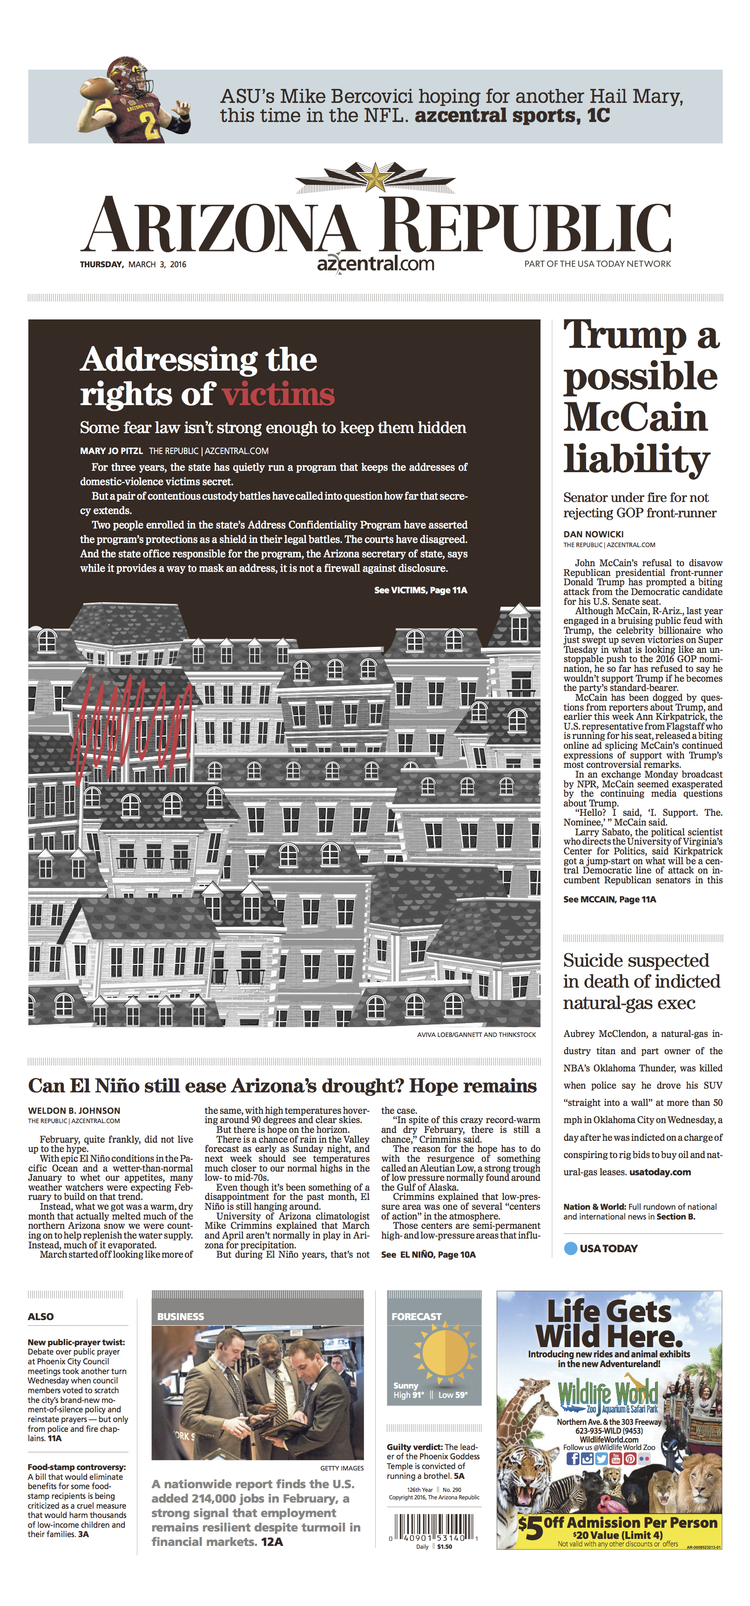 ASU's Mike Bercovici hoping for another Hail Mary,
this time in the NFL. azcentral sports, 1C
ARIZONA STATE
2
ARIZONA REPUBLIC
THURSDAY, MARCH 3, 2016
azcentral.com
PART OF THE USA TODAY NETWORK
Addressing the
rights of victims
Some fear law isn't strong enough to keep them hidden
MARY JO PITZL THE REPUBLIC | AZCENTRAL.COM
For three years, the state has quietly run a program that keeps the addresses of
domestic-violence victims secret.
But a pair of contentious custody battles have called into question how far that secre-
cy extends.
Two people enrolled in the state's Address Confidentiality Program have asserted
the program's protections as a shield in their legal battles. The courts have disagreed.
And the state office responsible for the program, the Arizona secretary of state, says
while it provides a way to mask an address, it is not a firewall against disclosure.
See VICTIMS, Page 11A
AVIVA LOEB/GANNETT AND THINKSTOCK
Trump a
possible
McCain
liability
Senator under fire for not
rejecting GOP front-runner
DAN NOWICKI
THE REPUBLIC | AZCENTRAL.COM
John McCain's refusal to disavow
Republican presidential front-runner
Donald Trump has prompted a biting
attack from the Democratic candidate
for his U.S. Senate seat.
Although McCain, R-Ariz., last year
engaged in a bruising public feud with
Trump, the celebrity billionaire who
just swept up seven victories on Super
Tuesday in what is looking like an un-
stoppable push to the 2016 GOP nomi-
nation, he so far has refused to say he
wouldn't support Trump if he becomes
the party's standard-bearer.
McCain has been dogged by ques-
tions from reporters about Trump, and
earlier this week Ann Kirkpatrick, the
U.S. representative from Flagstaff who
is running for his seat, released a biting
online ad splicing McCain's continued
expressions of support with Trump's
most controversial remarks.
In an exchange Monday broadcast
by NPR, McCain seemed exasperated
by the continuing media questions
about Trump.
"Hello? I said, 'I. Support. The.
Nominee,' " McCain said.
Larry Sabato, the political scientist
who directs the University of Virginia's
Center for Politics, said Kirkpatrick
got a jump-start on what will be a cen-
tral Democratic line of attack on in-
cumbent Republican senators in this
See MCCAIN, Page 11A
Suicide suspected
in death of indicted
natural-gas exec
Aubrey McClendon, a natural-gas in-
dustry titan and part owner of the
NBA's Oklahoma Thunder, was killed
when police say he drove his SUV
"straight into a wall" at more than 50
mph in Oklahoma City on Wednesday, a
day after he was indicted on a charge of
conspiring to rig bids to buy oil and nat-
ural-gas leases. usatoday.com
Nation & World: Full rundown of national
and international news in Section B.
USA TODAY
Can El Niño still ease Arizona's drought? Hope remains
WELDON B. JOHNSON
THE REPUBLIC | AZCENTRAL.COM
February, quite frankly, did not live
up to the hype.
With epic El Niño conditions in the Pa-
cific Ocean and a wetter-than-normal
January to whet our appetites, many
weather watchers were expecting Feb-
ruary to build on that trend.
Instead, what we got was a warm, dry
month that actually melted much of the
northern Arizona snow we were count-
ing on to help replenish the water supply.
Instead, much of it evaporated.
March started off looking like more of
the same, with high temperatures hover-
ing around 90 degrees and clear skies.
But there is hope on the horizon.
There is a chance of rain in the Valley
forecast as early as Sunday night, and
next week should see temperatures
much closer to our normal highs in the
low- to mid-70s.
Even though it's been something of a
disappointment for the past month, El
Niño is still hanging around.
University of Arizona climatologist
Mike Crimmins explained that March
and April aren't normally in play in Ari-
zona for precipitation.
But during El Niño years, that's not
the case.
"In spite of this crazy record-warm
and dry February, there is still a
chance," Crimmins said.
The reason for the hope has to do
with the resurgence of something
called an Aleutian Low, a strong trough
of low pressure normally found around
the Gulf of Alaska.
Crimmins explained that low-pres-
sure area was one of several "centers
of action" in the atmosphere.
Those centers are semi-permanent
high- and low-pressure areas that influ-
See EL NIÑO, Page 10A
ALSO
New public-prayer twist:
Debate over public prayer
at Phoenix City Council
meetings took another turn
Wednesday when council
members voted to scratch
the city's brand-new mo-
ment-of-silence policy and
reinstate prayers — but only
from police and fire chap-
lains. 11A
Food-stamp controversy:
A bill that would eliminate
benefits for some food-
stamp recipients is being
criticized as a cruel measure
that would harm thousands
of low-income children and
their families. 3A
BUSINESS
GETTY IMAGES
A nationwide report finds the U.S.
added 214,000 jobs in February, a
strong signal that employment
remains resilient despite turmoil in
financial markets. 12A
FORECAST
Sunny
High 91° || Low 59°
Guilty verdict: The lead-
er of the Phoenix Goddess
Temple is convicted of
running a brothel. 5A
126th Year || No. 290
Copyright 2016, The Arizona Republic
0 40901 53140 1
Daily || $1.50
Life Gets
Wild Here.
Introducing new rides and animal exhibits
in the new Adventureland!
Wildlife World
Zoo, Aquarium & Safari Park
Northern Ave. & the 303 Freeway
623-935-WILD (9453)
WildlifeWorld.com
Follow us @Wildlife World Zoo
$5 Off Admission Per Person
$20 Value (Limit 4)
Not valid with any other discounts or offers